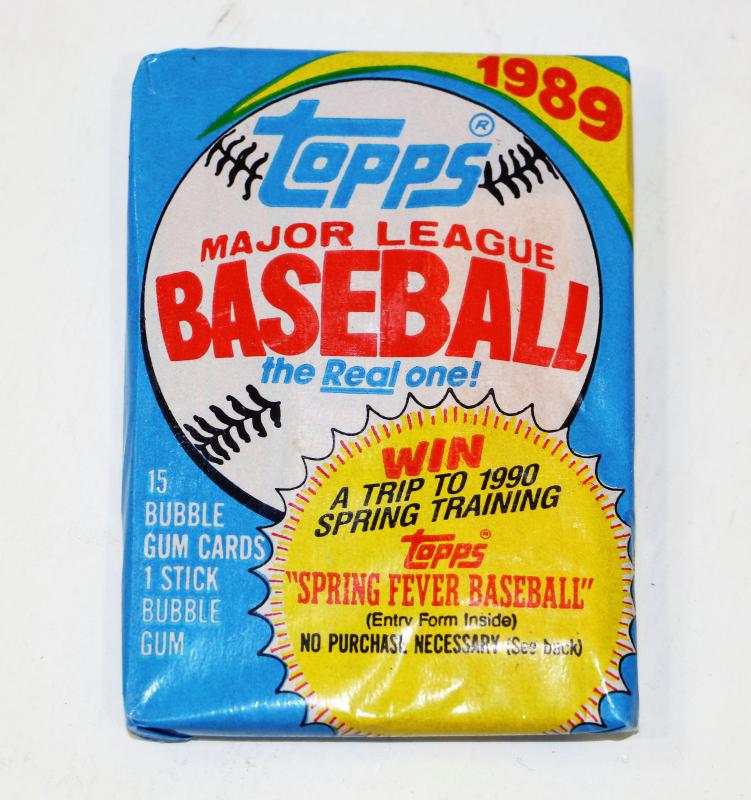 1989
Topps®
MAJOR LEAGUE
BASEBALL
the Real one!
15
BUBBLE
GUM CARDS
1 STICK
BUBBLE
GUM
WIN
A TRIP TO 1990
SPRING TRAINING
Topps®
"SPRING FEVER BASEBALL"
(Entry Form Inside)
NO PURCHASE NECESSARY (See back)